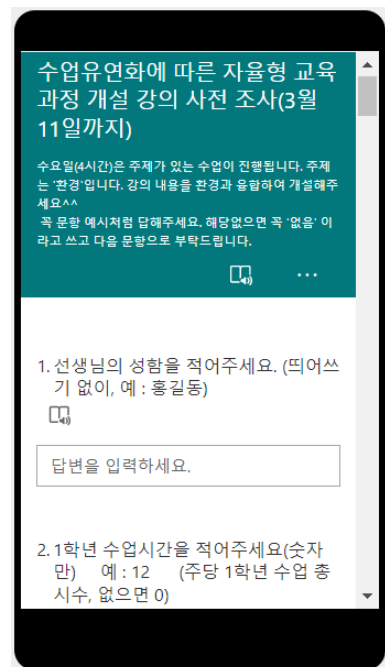 수업유연화에 따른 자율형 교육
과정 개설 강의 사전 조사(3월
11일까지)
수요일(4시간)은 주제가 있는 수업이 진행됩니다. 주제
는 '환경'입니다. 강의 내용을 환경과 융합하여 개설해주
세요^^
꼭 문항 예시처럼 답해주세요. 해당없으면 꼭 '없음' 이
라고 쓰고 다음 문항으로 부탁드립니다.
1. 선생님의 성함을 적어주세요. (띄어쓰
기 없이, 예 : 홍길동)
답변을 입력하세요.
2. 1학년 수업시간을 적어주세요(숫자
만) 예 : 12 (주당 1학년 수업 총
시수, 없으면 0)